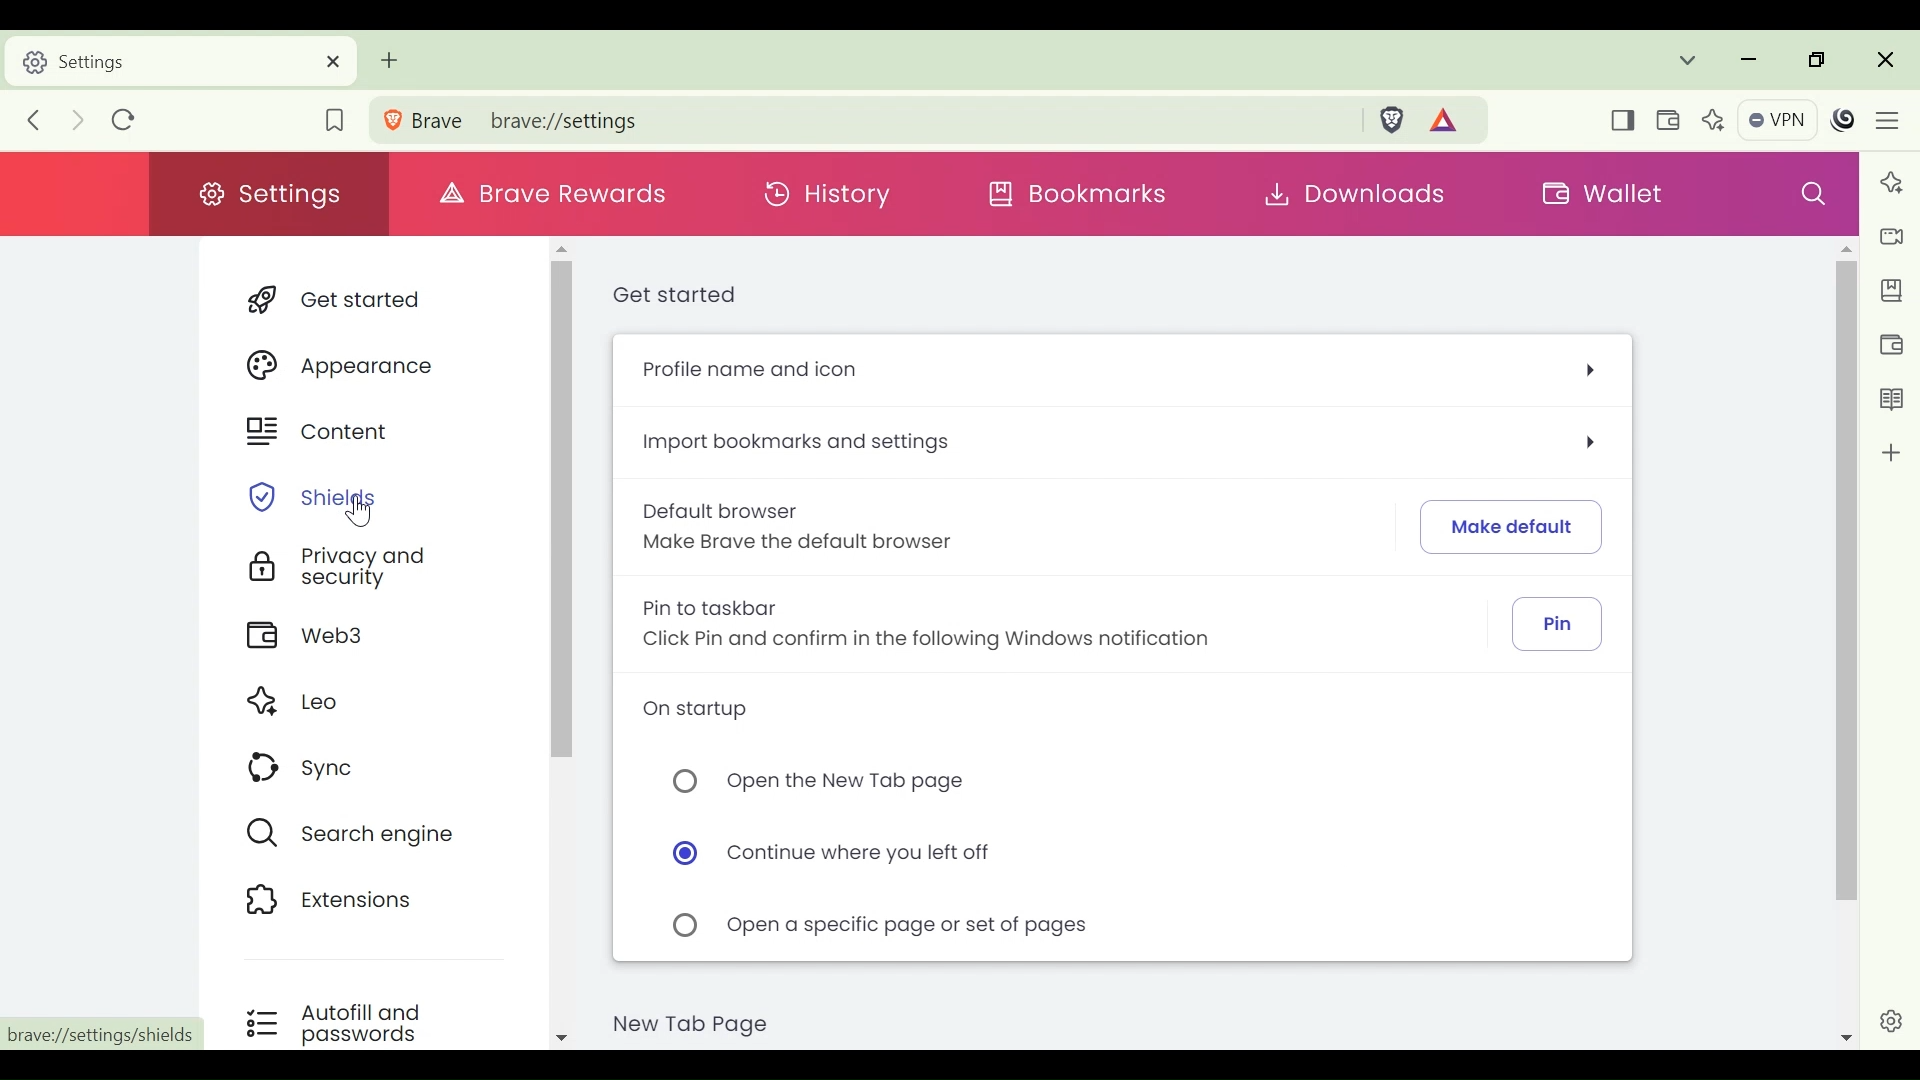 Settings
Brave brave://settings VPN
Settings Brave Rewards History Bookmarks Downloads Wallet
Get started
Appearance
Content
Shields
Privacy and
security
Web3
Leo
Sync
Search engine
Extensions
Autofill and
passwords
Get started
Profile name and icon
Import bookmarks and settings
Default browser
Make Brave the default browser
Make default
Pin to taskbar
Click Pin and confirm in the following Windows notification
Pin
On startup
Open the New Tab page
Continue where you left off
Open a specific page or set of pages
New Tab Page
brave://settings/shields